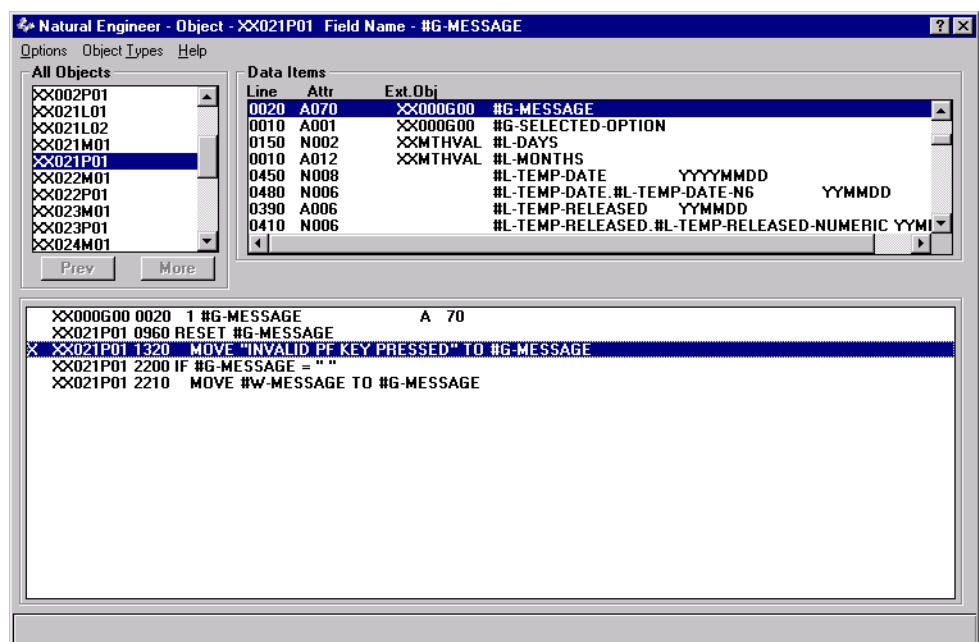 Natural Engineer - Object - XX021P01 Field Name - #G-MESSAGE
Options Object Types Help
All Objects
XX002P01
XX021L01
XX021L02
XX021M01
XX021P01
XX022M01
XX022P01
XX023M01
XX023P01
XX024M01
Prev More
Data Items
Line Attr Ext.Obj
0020 A070 XX000G00 #G-MESSAGE
0010 A001 XX000G00 #G-SELECTED-OPTION
0150 N002 XXMTHVAL #L-DAYS
0010 A012 XXMTHVAL #L-MONTHS
0450 N008 #L-TEMP-DATE YYYYMMDD
0480 N006 #L-TEMP-DATE.#L-TEMP-DATE-N6 YYMMDD
0390 A006 #L-TEMP-RELEASED YYMMDD
0410 N006 #L-TEMP-RELEASED.#L-TEMP-RELEASED-NUMERIC
XX000G00 0020 1 #G-MESSAGE A 70
XX021P01 0960 RESET #G-MESSAGE
X XX021P01 1320 MOVE "INVALID PF KEY PRESSED" TO #G-MESSAGE
XX021P01 2200 IF #G-MESSAGE = " "
XX021P01 2210 MOVE #W-MESSAGE TO #G-MESSAGE